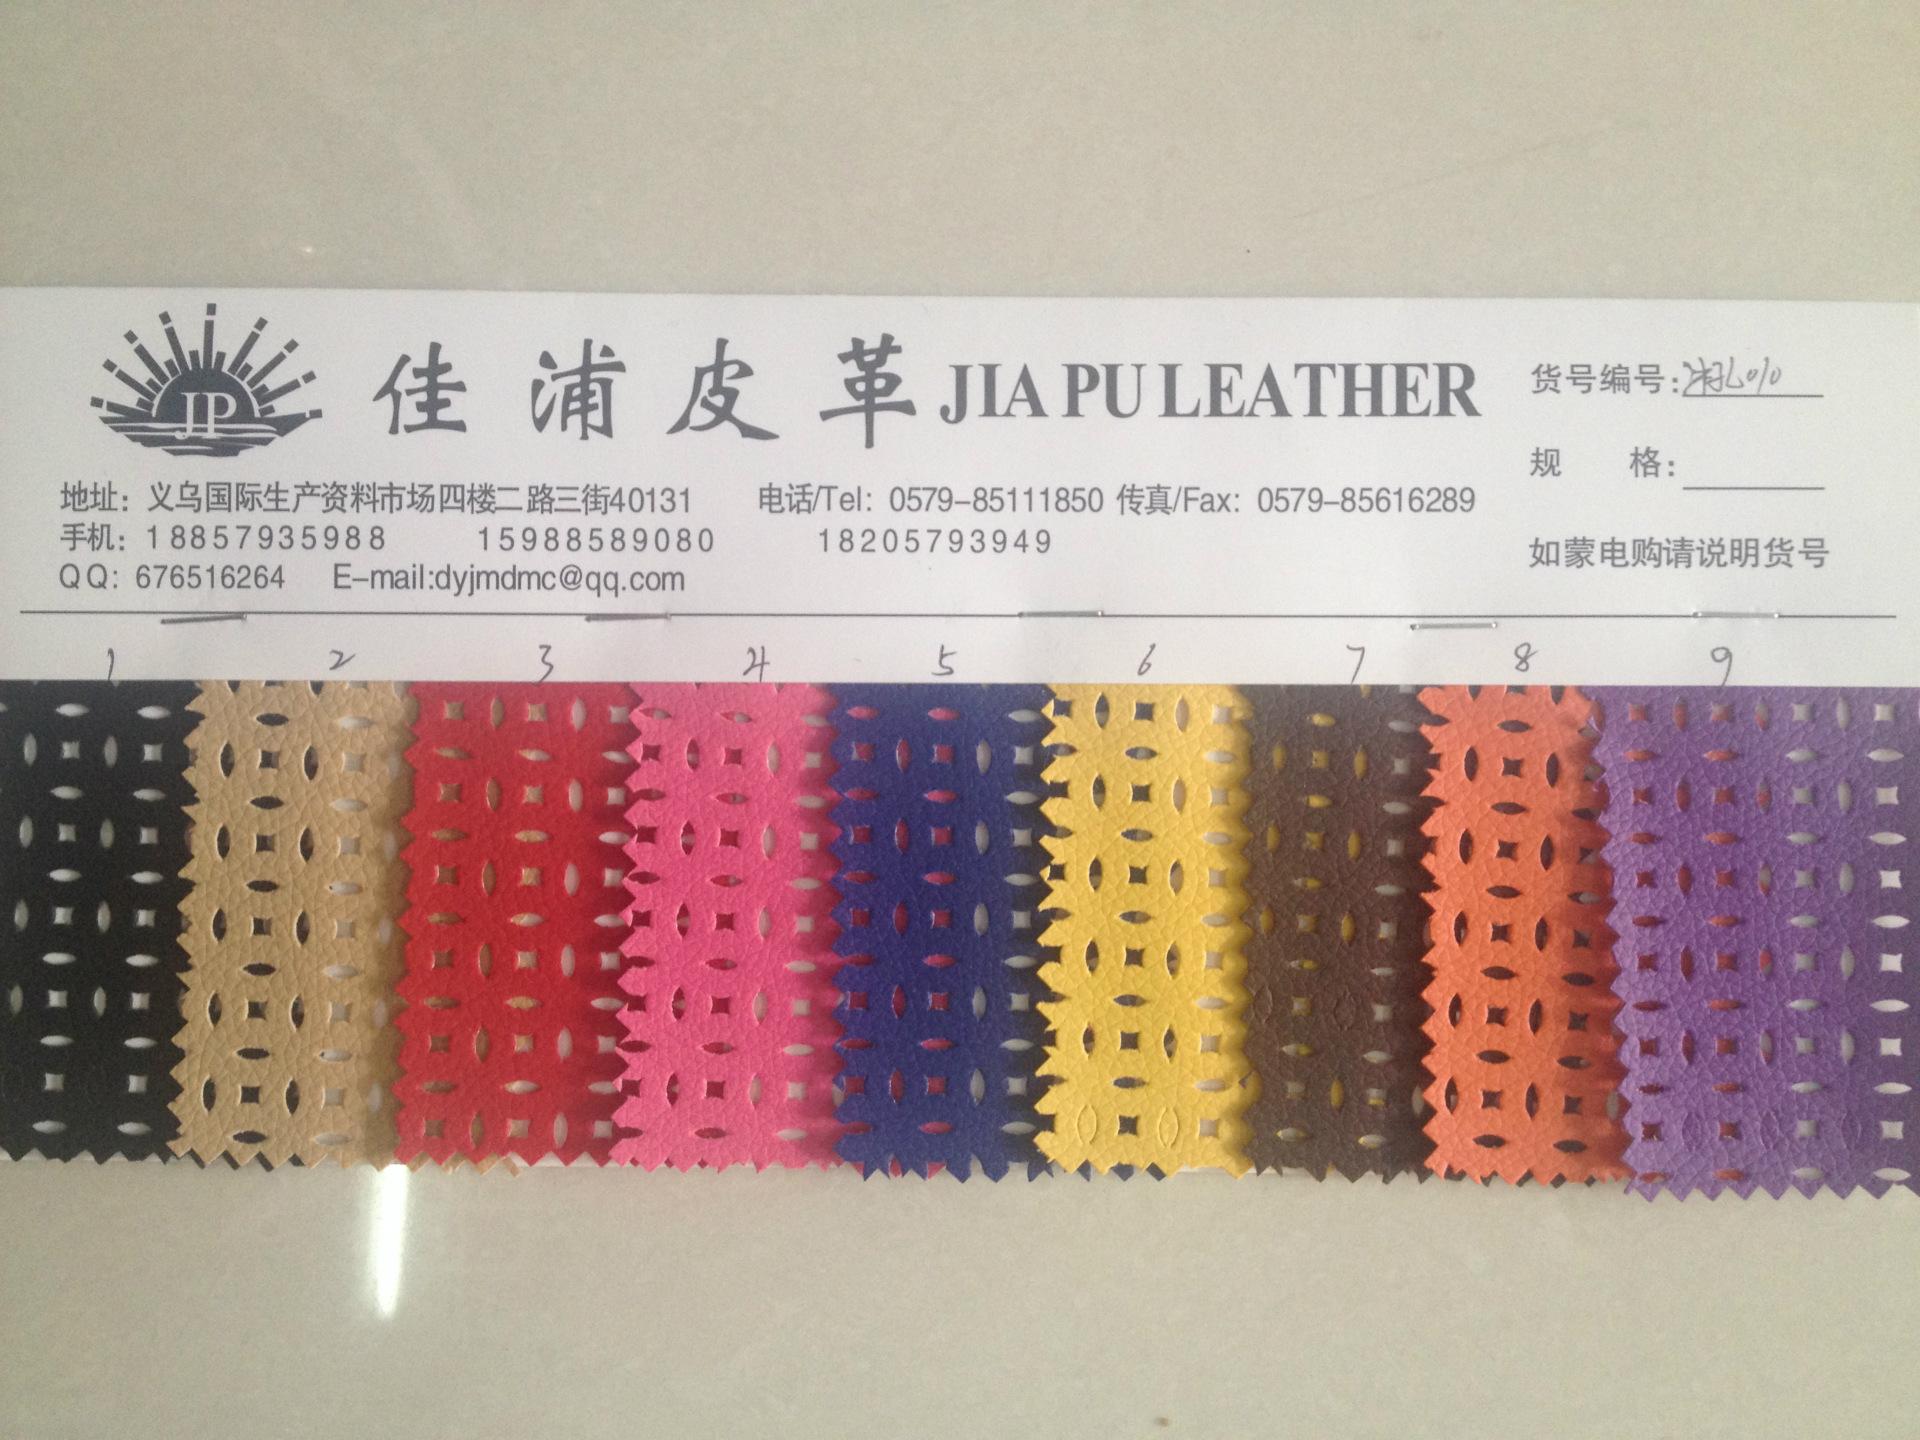 JP
佳浦皮革 JIA PU LEATHER
地址：义乌国际生产资料市场四楼二路三街40131 电话/Tel: 0579-85111850 传真/Fax: 0579-85616289
手机：18857935988 15988589080 18205793949
QQ: 676516264 E-mail:dyjmdmc@qq.com
货号编号: 孔010
规 格:
如蒙电购请说明货号
1 2 3 4 5 6 7 8 9